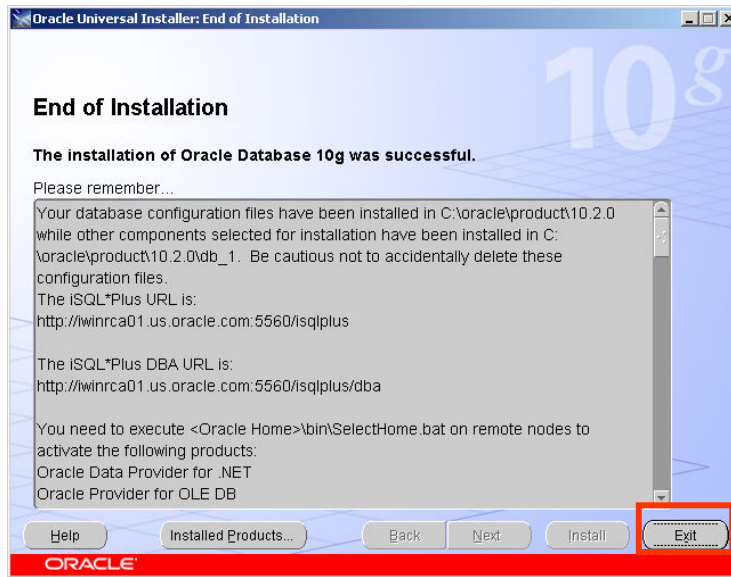 Oracle Universal Installer: End of Installation
10g
End of Installation
The installation of Oracle Database 10g was successful.
Please remember...
Your database configuration files have been installed in C:\oracle\product\10.2.0
while other components selected for installation have been installed in C:
\oracle\product\10.2.0\db_1. Be cautious not to accidentally delete these
configuration files.
The iSQL*Plus URL is:
http://iwinrca01.us.oracle.com:5560/isqlplus
The iSQL*Plus DBA URL is:
http://iwinrca01.us.oracle.com:5560/isqlplus/dba
You need to execute <Oracle Home>\bin\SelectHome.bat on remote nodes to
activate the following products:
Oracle Data Provider for .NET
Oracle Provider for OLE DB
Help Installed Products... Back Next Install Exit
ORACLE